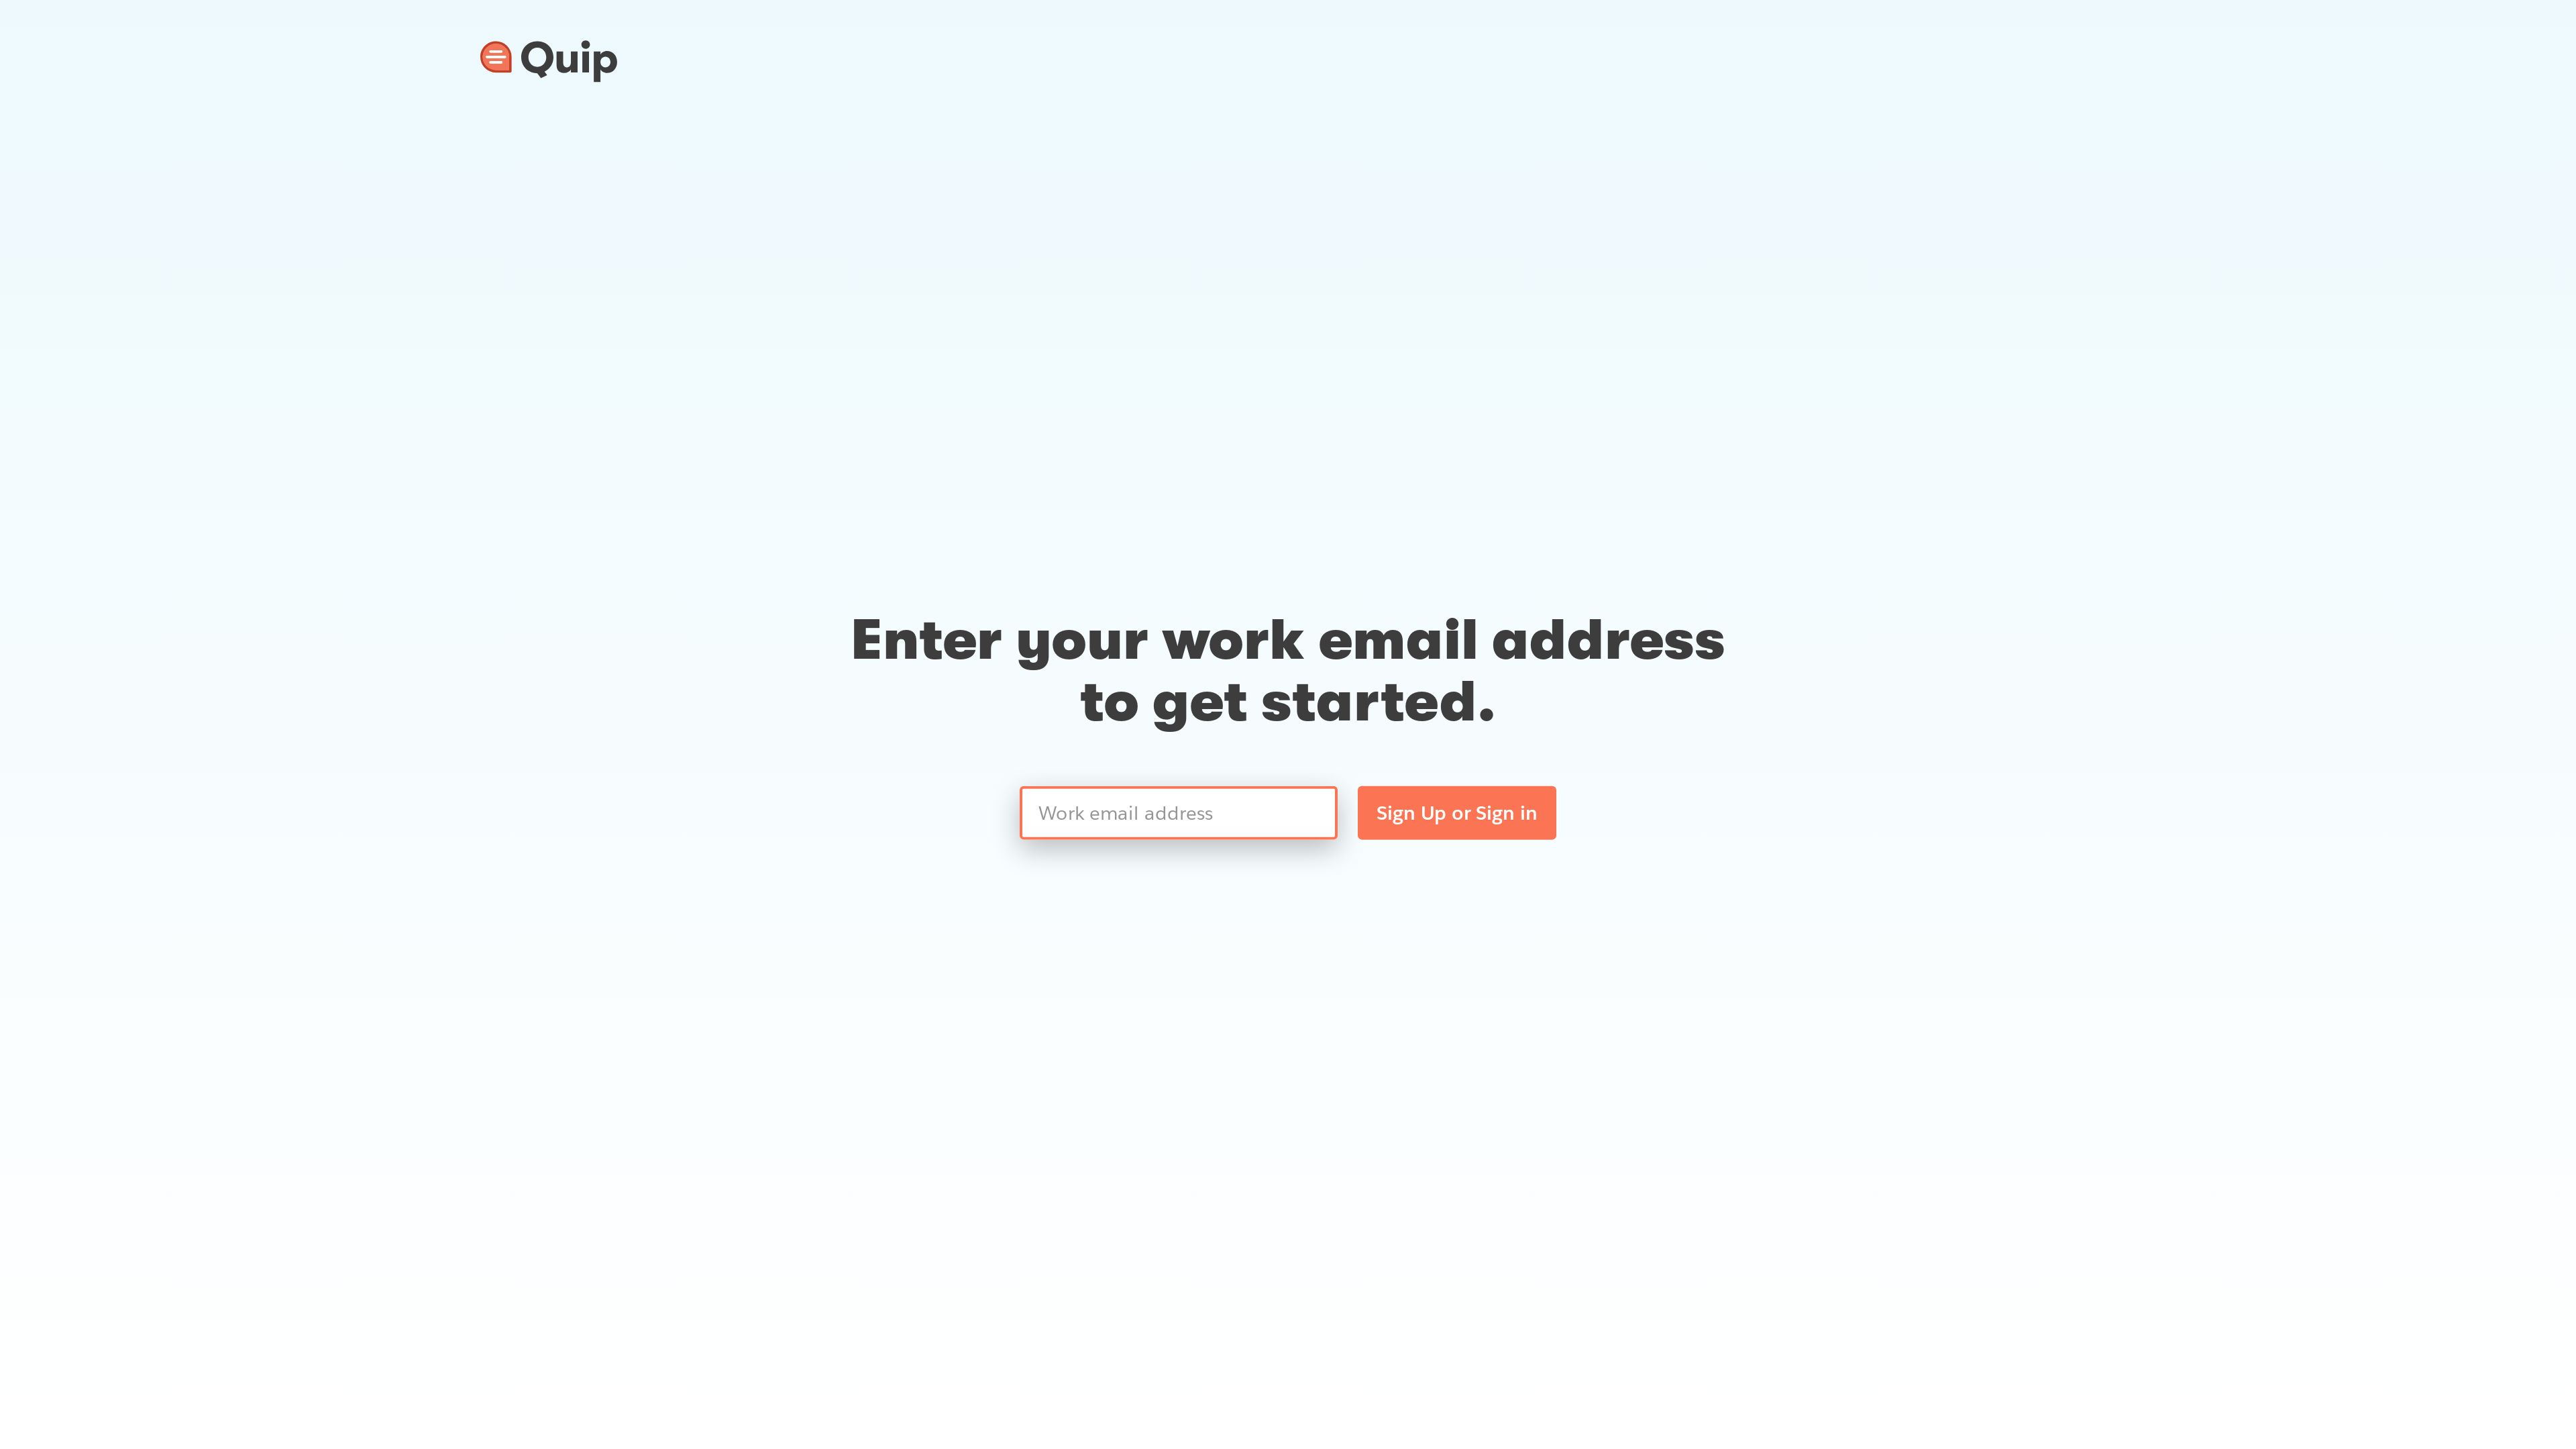 Quip
Enter your work email address
to get started.
Work email address
Sign Up or Sign in